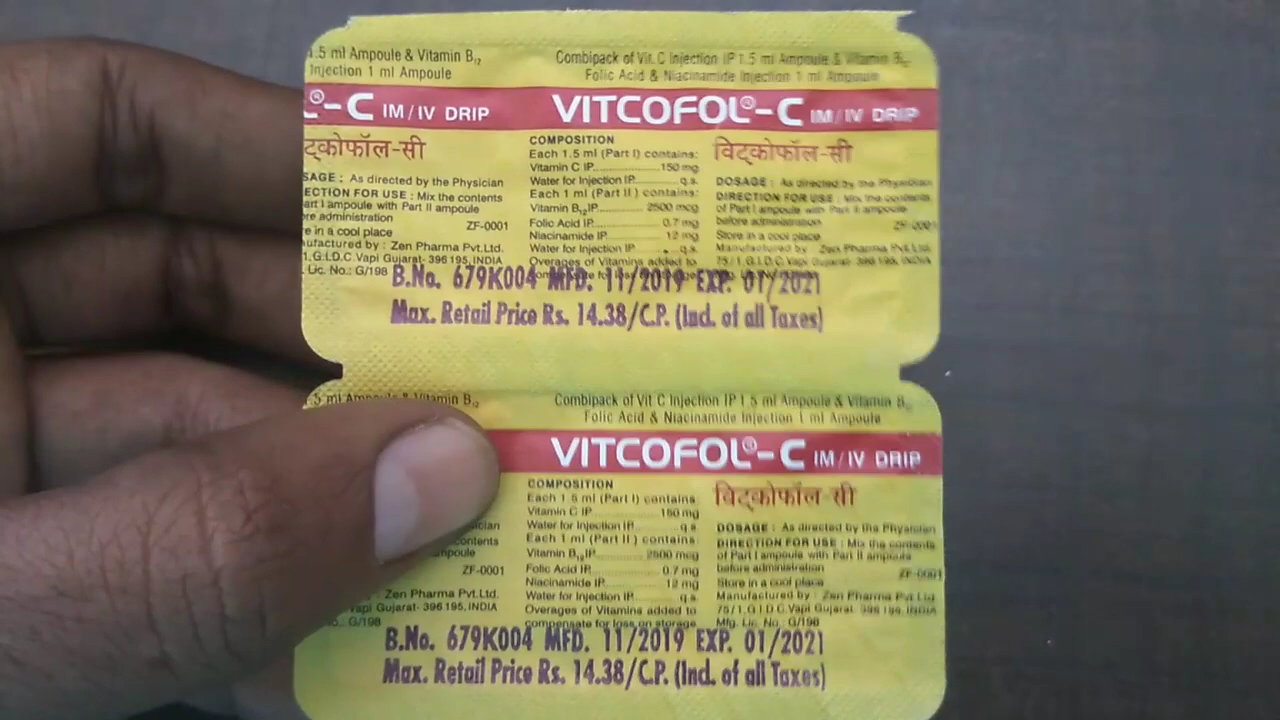 1.5 ml Ampoule & Vitamin B12
Injection 1 ml Ampoule
-C IM/IV DRIP
ट्कोफॉल-सी
SAGE : As directed by the Physician
ECTION FOR USE : Mix the contents
art I ampoule with Part II ampoule
re administration
ZF-0001
re in a cool place
ufactured by : Zen Pharma Pvt.Ltd.
1, G.I.D.C. Vapi Gujarat- 396 195, INDIA
. Lic. No.: G/198
Combipack of Vit. C Injection IP 1.5 ml Ampoule & Vitamin B12
Folic Acid & Niacinamide Injection 1 ml Ampoule
VITCOFOL®-C IM/IV DRIP
COMPOSITION
Each 1.5 ml (Part I) contains:
Vitamin C IP 150 mg
Water for Injection IP q.s.
Each 1 ml (Part II) contains:
Vitamin B12 IP 2500 mcg
Folic Acid IP 0.7 mg
Niacinamide IP 12 mg
Water for Injection IP q.s.
Overages of Vitamins added to
विट्कोफॉल-सी
DOSAGE : As directed by the Physician
DIRECTION FOR USE : Mix the contents
of Part I ampoule with Part II ampoule
before administration
ZF-0001
Store in a cool place
Manufactured by : Zen Pharma Pvt.Ltd.
75/1, G.I.D.C. Vapi Gujarat- 396 195, INDIA
B.No. 679K004 MFD. 11/2019 EXP. 01/2021
Max. Retail Price Rs. 14.38/C.P. (Incl. of all Taxes)
5 ml Ampoule & Vitamin B12
ician
contents
mpoule
ZF-0001
: Zen Pharma Pvt.Ltd.
Vapi Gujarat- 396 195, INDIA
o.: G/198
Combipack of Vit C Injection IP 1.5 ml Ampoule & Vitamin B12
Folic Acid & Niacinamide Injection 1 ml Ampoule
VITCOFOL®-C IM/IV DRIP
COMPOSITION
Each 1.5 ml (Part I) contains
Vitamin C IP 150 mg
Water for Injection IP q.s.
Each 1 ml (Part II) contains:
Vitamin B12 IP 2500 mcg
Folic Acid IP 0.7 mg
Niacinamide IP 12 mg
Water for Injection IP q.s.
Overages of Vitamins added to
compensate for loss on storage
विट्कोफॉल-सी
DOSAGE : As directed by the Physician
DIRECTION FOR USE : Mix the contents
of Part I ampoule with Part II ampoule
before administration
ZF-0001
Store in a cool place
Manufactured by : Zen Pharma Pvt.Ltd.
75/1, G.I.D.C. Vapi Gujarat- 396 195, INDIA
Mfg. Lic. No.: G/198
B.No. 679K004 MFD. 11/2019 EXP. 01/2021
Max. Retail Price Rs. 14.38/C.P. (Incl. of all Taxes)